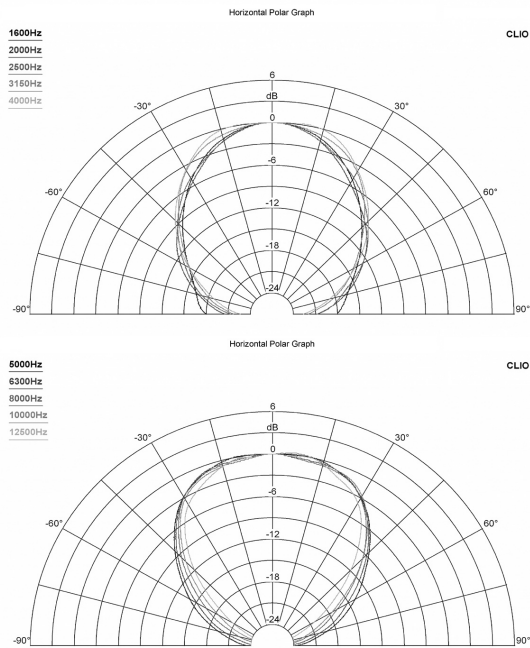 Horizontal Polar Graph
1600Hz
2000Hz
2500Hz
3150Hz
4000Hz
CLIO
6
dB
0
-6
-12
-18
-24
-30°
30°
-60°
60°
-90°
90°
Horizontal Polar Graph
5000Hz
6300Hz
8000Hz
10000Hz
12500Hz
CLIO
6
dB
0
-6
-12
-18
-24
-30°
30°
-60°
60°
-90°
90°